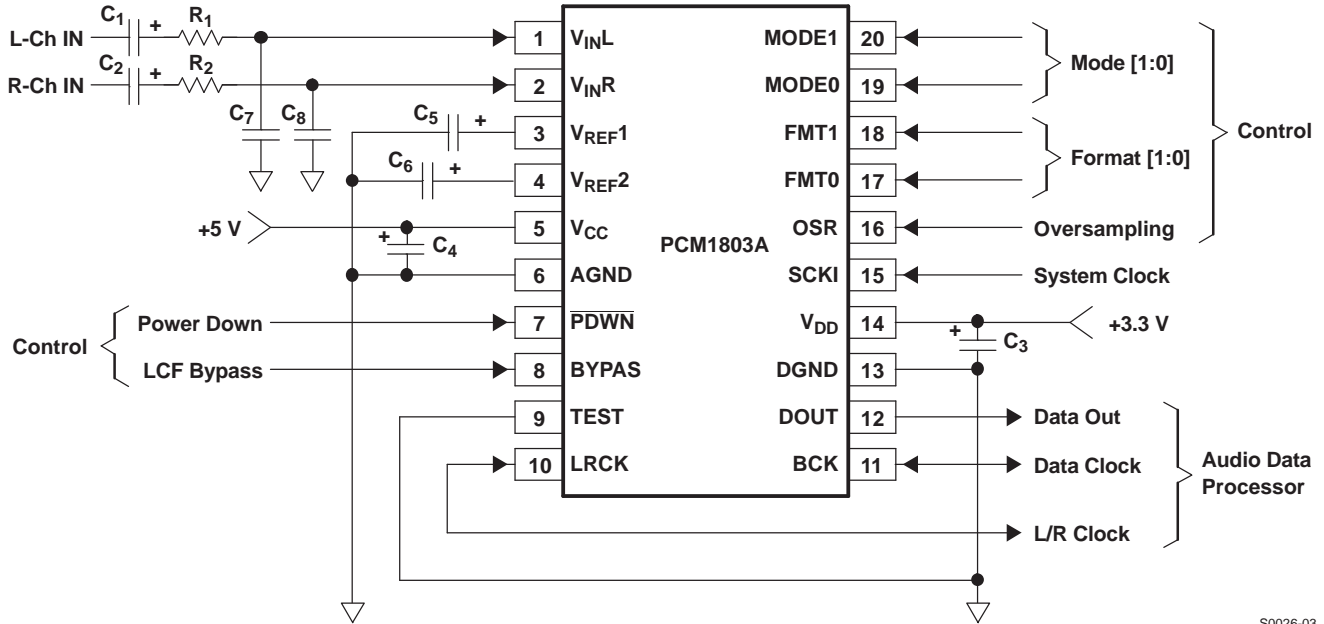 C1 + R1
L-Ch IN
C2 + R2
R-Ch IN
C7 C8
C5 +
C6 +
+5 V
+ C4
Control
Power Down
LCF Bypass
1 VINL
2 VINR
3 VREF1
4 VREF2
5 VCC
6 AGND
7 PDWN
8 BYPAS
9 TEST
10 LRCK
PCM1803A
MODE1 20
MODE0 19
FMT1 18
FMT0 17
OSR 16
SCKI 15
VDD 14
DGND 13
DOUT 12
BCK 11
Mode [1:0]
Format [1:0]
Control
Oversampling
System Clock
+ C3
+3.3 V
Data Out
Data Clock
L/R Clock
Audio Data
Processor
S0026-03